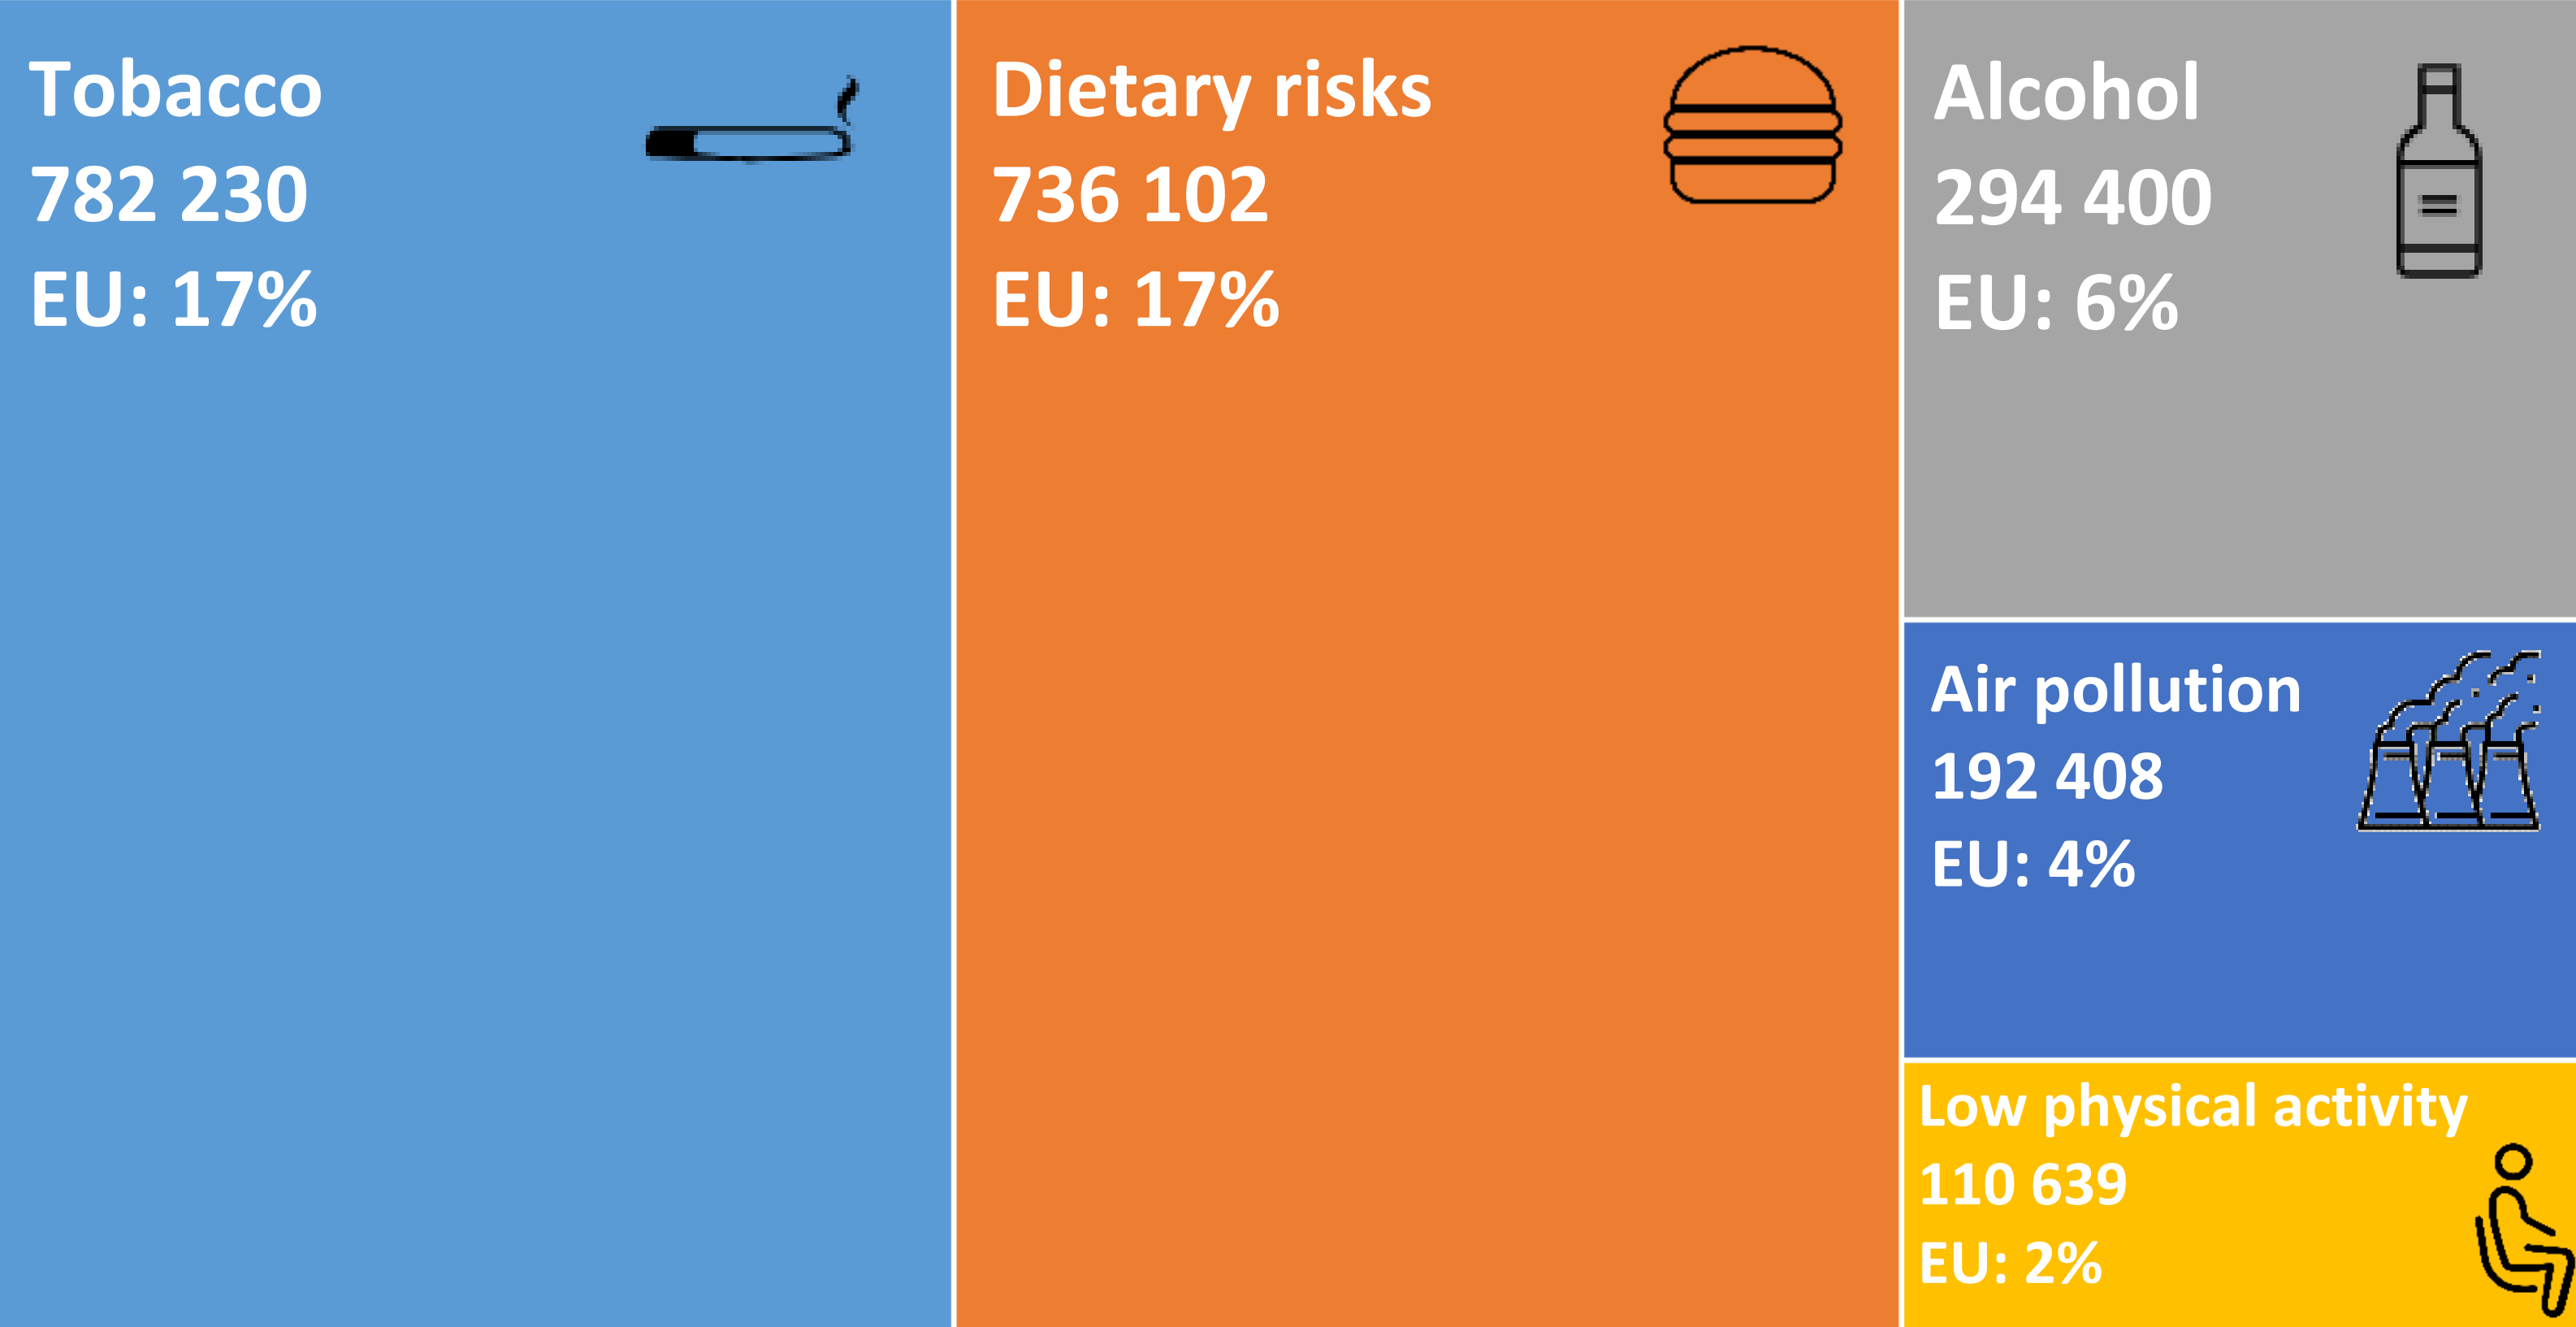 Tobacco
782 230
EU: 17%
Dietary risks
736 102
EU: 17%
Alcohol
294 400
EU: 6%
Air pollution
192 408
EU: 4%
Low physical activity
110 639
EU: 2%